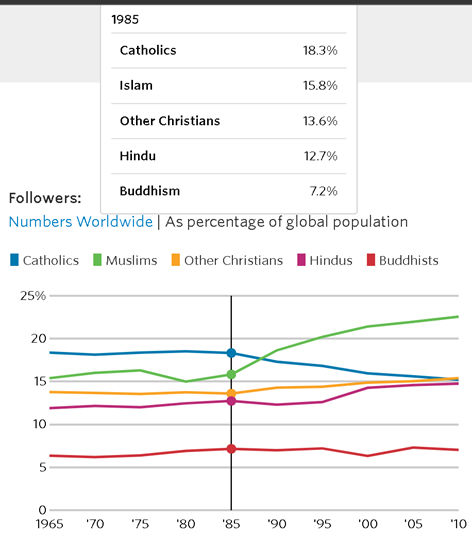 1985
Catholics 18.3%
Islam 15.8%
Other Christians 13.6%
Hindu 12.7%
Buddhism 7.2%
Followers:
Numbers Worldwide | As percentage of global population
Catholics Muslims Other Christians Hindus Buddhists
25%
20
15
10
5
0
1965 '70 '75 '80 '85 '90 '95 '00 '05 '10